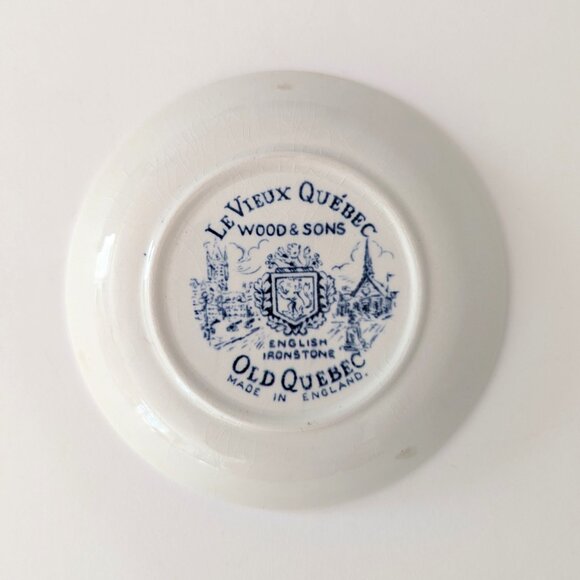 LE VIEUX QUÉBEC
WOOD & SONS
ENGLISH
IRONSTONE
OLD QUEBEC
MADE IN ENGLAND.